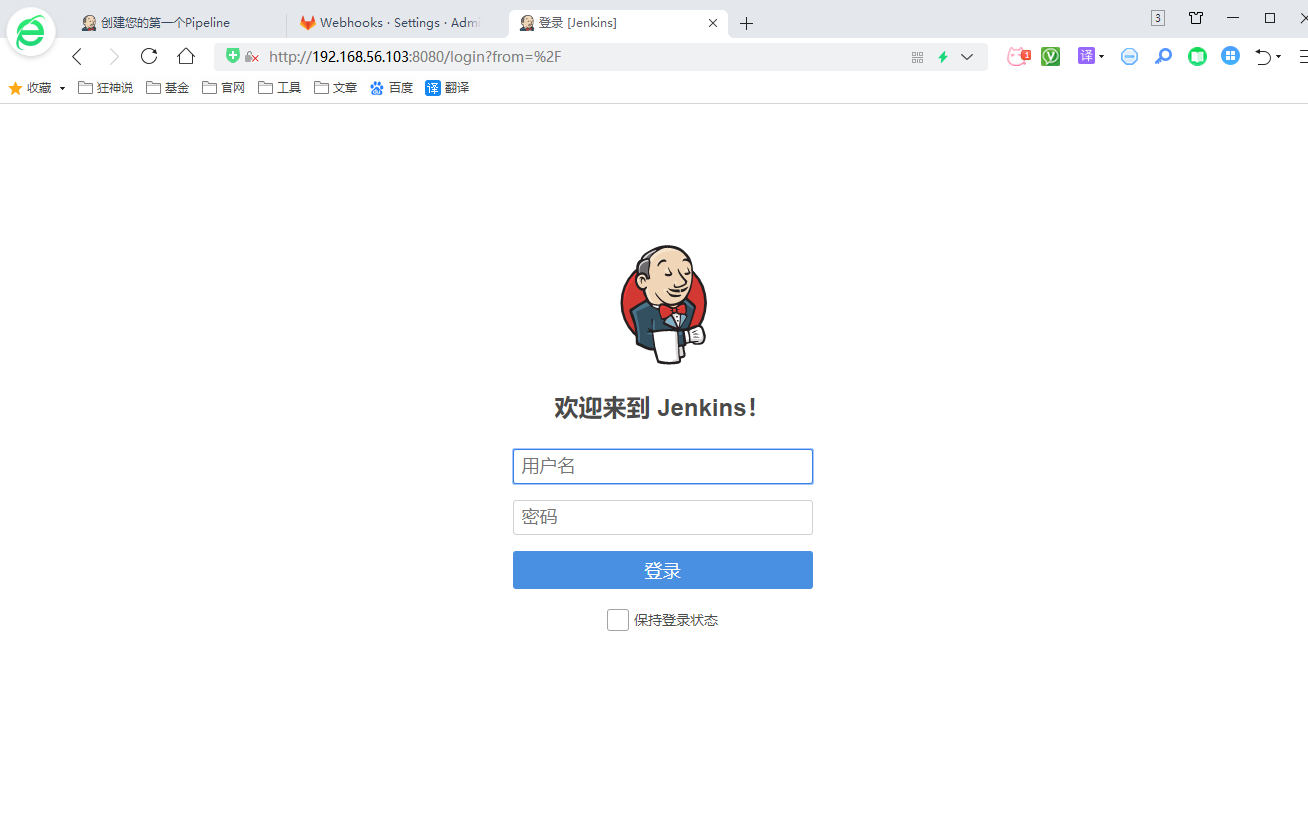 创建您的第一个Pipeline
Webhooks · Settings · Admi
登录 [Jenkins]
3
http://192.168.56.103:8080/login?from=%2F
1
译
收藏
狂神说
基金
官网
工具
文章
百度
译 翻译
欢迎来到 Jenkins！
用户名
密码
登录
保持登录状态